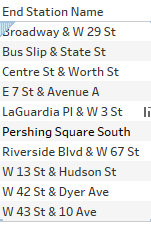 End Station Name
Broadway & W 29 St
Bus Slip & State St
Centre St & Worth St
E 7 St & Avenue A
LaGuardia Pl & W 3 St
Pershing Square South
Riverside Blvd & W 67 St
W 13 St & Hudson St
W 42 St & Dyer Ave
W 43 St & 10 Ave